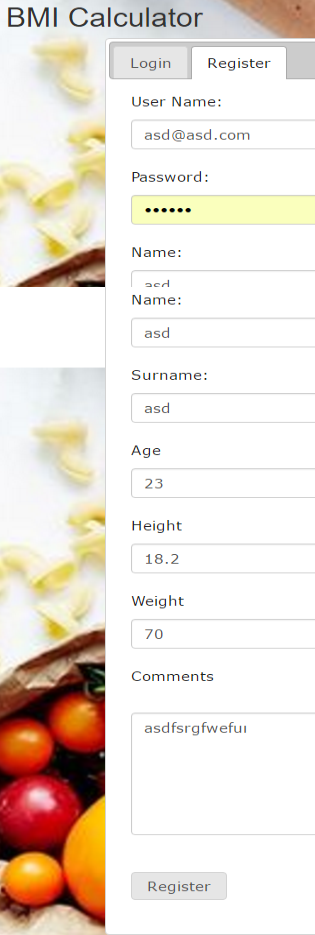 BMI Calculator
Login Register
User Name:
asd@asd.com
Password:
••••••
Name:
asd
Name:
asd
Surname:
asd
Age
23
Height
18.2
Weight
70
Comments
Register